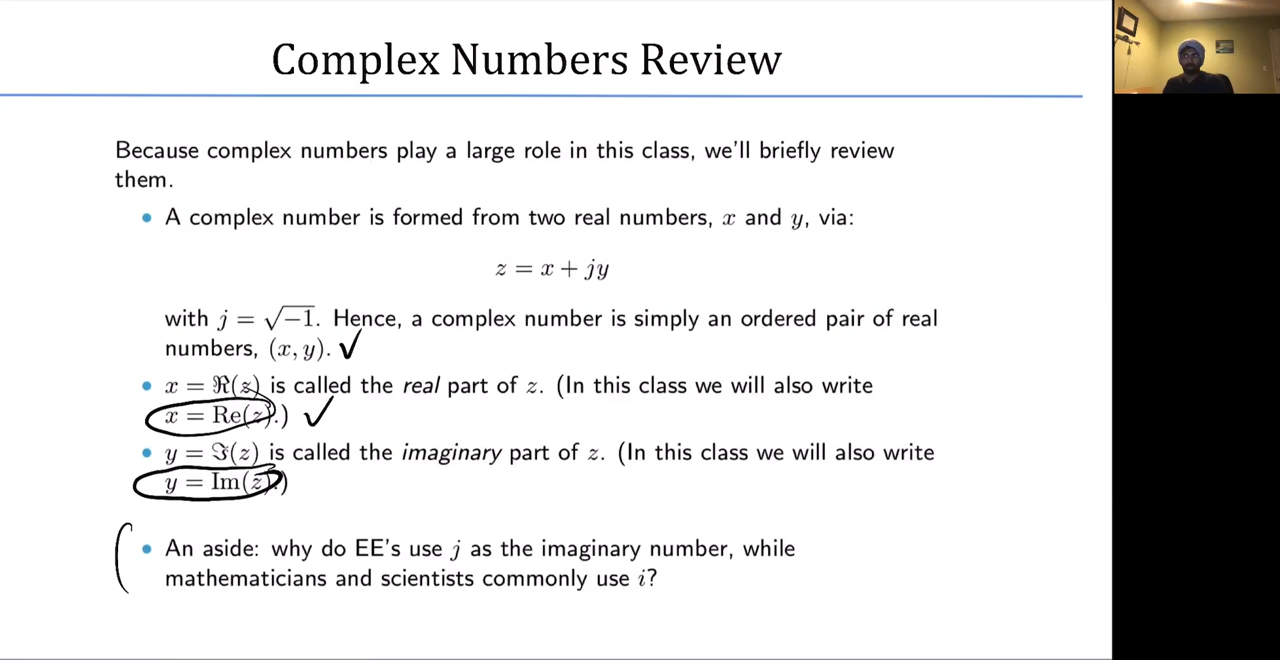 Complex Numbers Review
Because complex numbers play a large role in this class, we'll briefly review
them.
• A complex number is formed from two real numbers, x and y, via:
z = x + jy
with j = √−1. Hence, a complex number is simply an ordered pair of real
numbers, (x, y). ✓
• x = ℜ(z) is called the real part of z. (In this class we will also write
x = Re(z).) ✓
• y = ℑ(z) is called the imaginary part of z. (In this class we will also write
y = Im(z).)
• An aside: why do EE's use j as the imaginary number, while
mathematicians and scientists commonly use i?